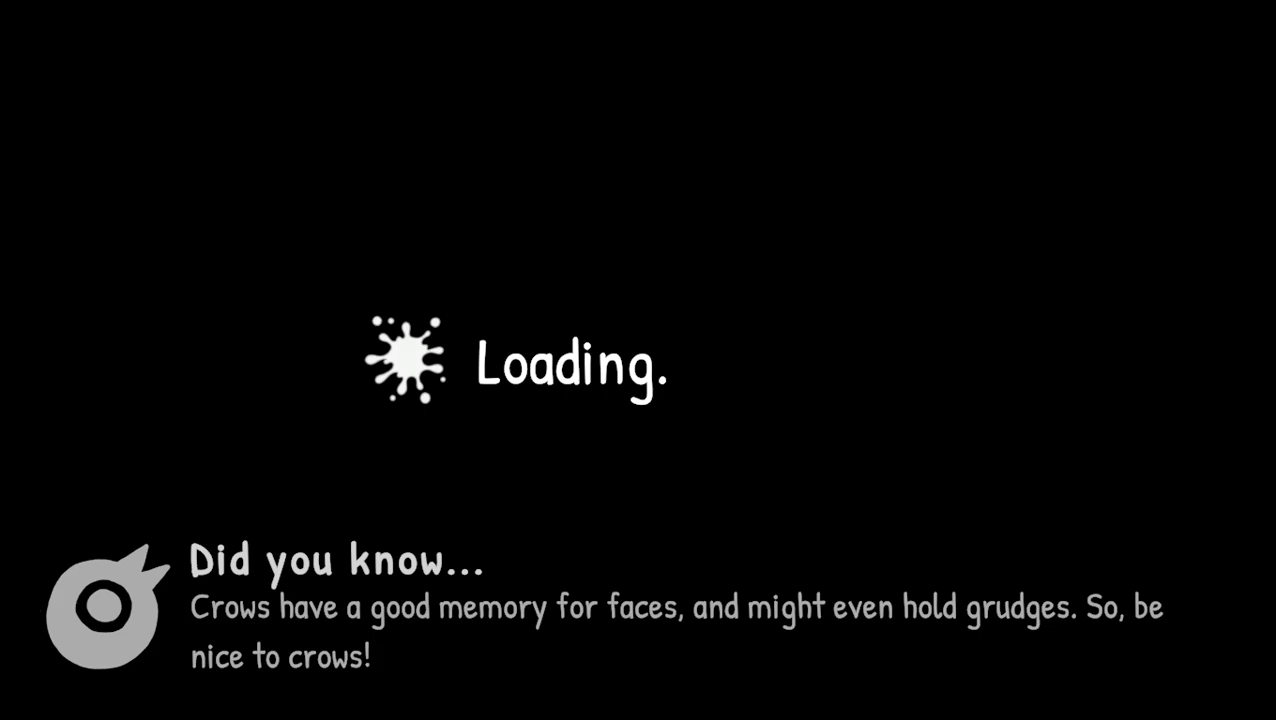 Loading.
Did you know...
Crows have a good memory for faces, and might even hold grudges. So, be
nice to crows!